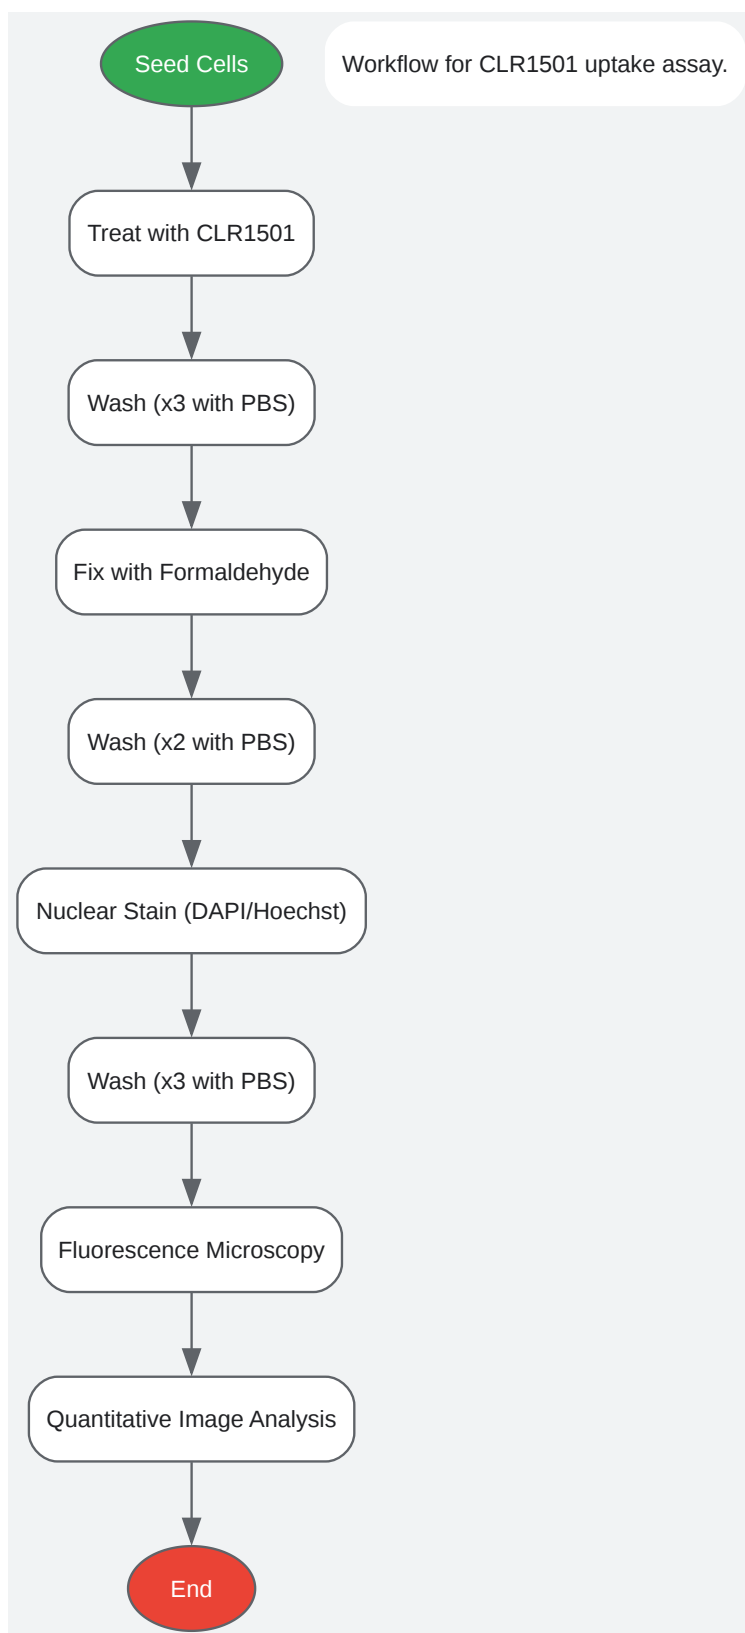 Seed Cells
Workflow for CLR1501 uptake assay.
Treat with CLR1501
Wash (x3 with PBS)
Fix with Formaldehyde
Wash (x2 with PBS)
Nuclear Stain (DAPI/Hoechst)
Wash (x3 with PBS)
Fluorescence Microscopy
Quantitative Image Analysis
End